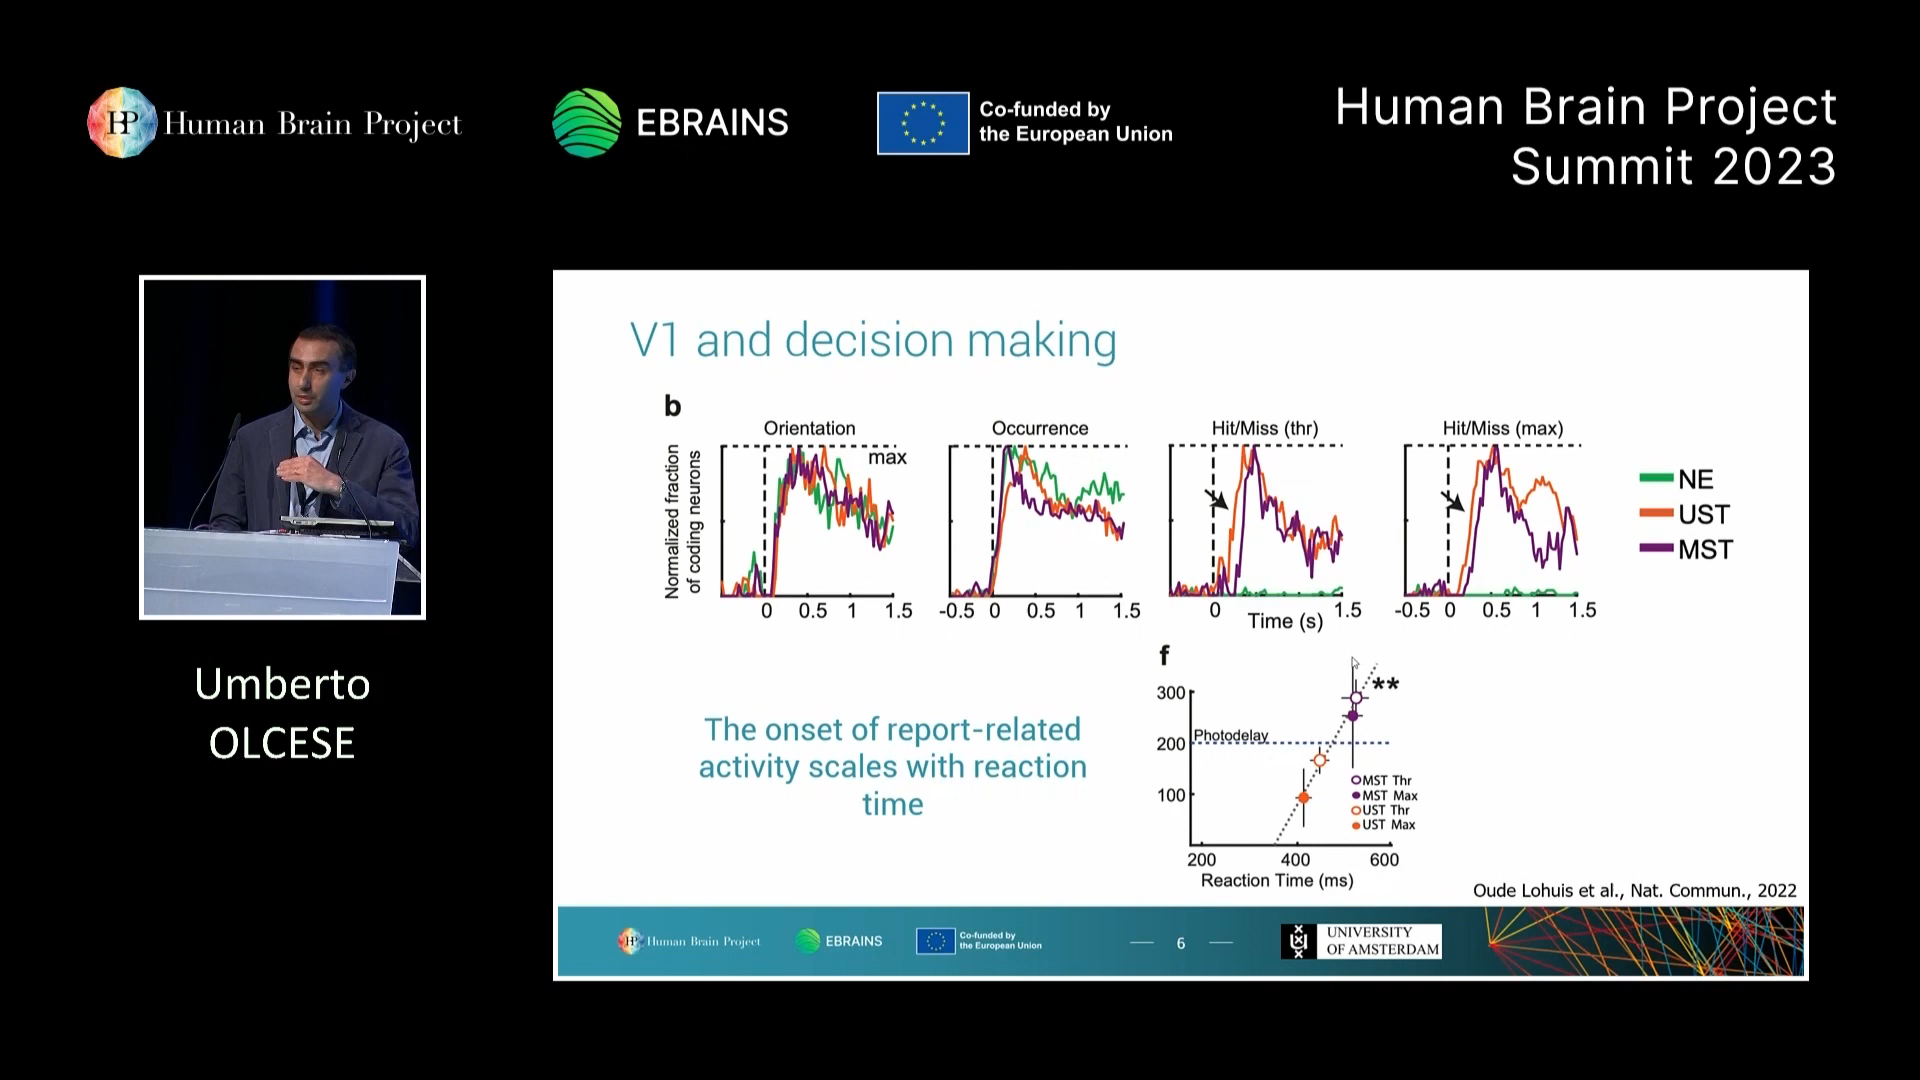 HP Human Brain Project
EBRAINS
Co-funded by
the European Union
Human Brain Project
Summit 2023
Umberto
OLCESE
V1 and decision making
b
Orientation
Occurrence
Hit/Miss (thr)
Hit/Miss (max)
max
Normalized fraction
of coding neurons
NE
UST
MST
0 0.5 1 1.5
-0.5 0 0.5 1 1.5
0 1.5
-0.5 0 0.5 1 1.5
Time (s)
f
**
300
200
100
Photodelay
MST Thr
MST Max
UST Thr
UST Max
200 400 600
Reaction Time (ms)
The onset of report-related
activity scales with reaction
time
Oude Lohuis et al., Nat. Commun., 2022
HP Human Brain Project
EBRAINS
Co-funded by
the European Union
6
UNIVERSITY
OF AMSTERDAM